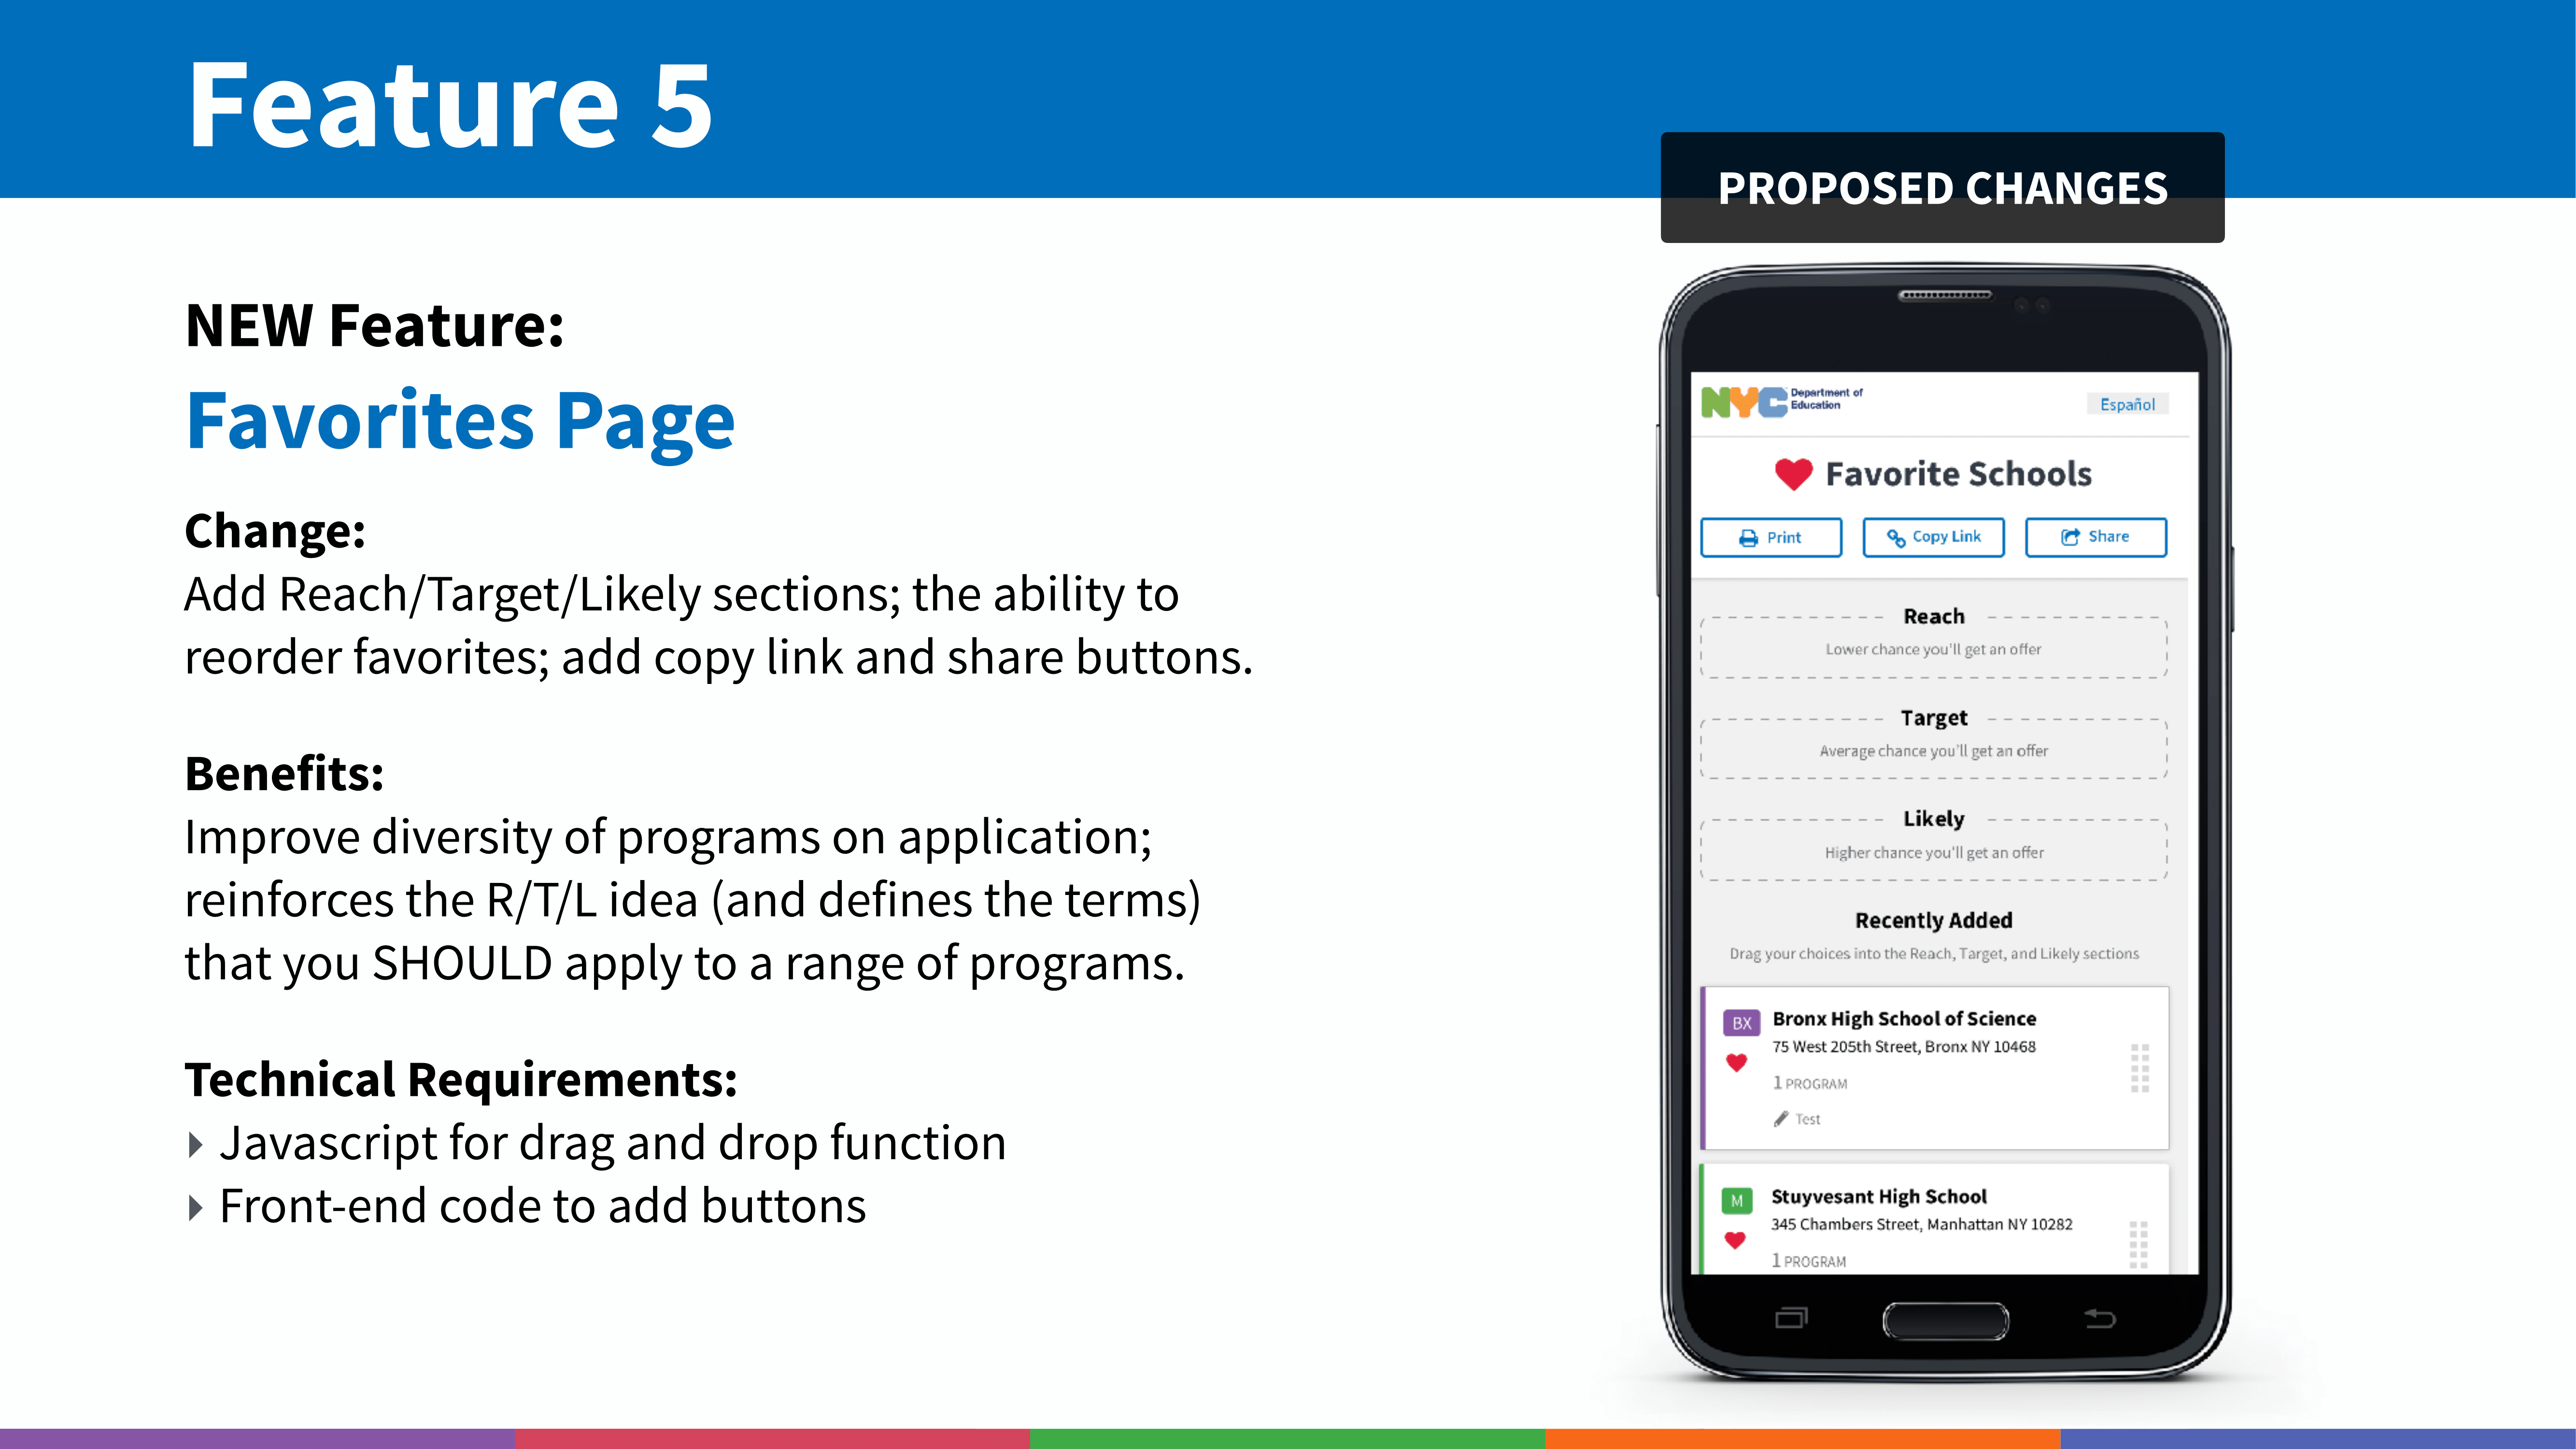 Feature 5
PROPOSED CHANGES
NEW Feature:
Favorites Page
Change:
Add Reach/Target/Likely sections; the ability to
reorder favorites; add copy link and share buttons.
Benefits:
Improve diversity of programs on application;
reinforces the R/T/L idea (and defines the terms)
that you SHOULD apply to a range of programs.
Technical Requirements:
Javascript for drag and drop function
Front-end code to add buttons
NYC Department of
Education
Español
Favorite Schools
Print
Copy Link
Share
Reach
Lower chance you'll get an offer
Target
Average chance you'll get an offer
Likely
Higher chance you'll get an offer
Recently Added
Drag your choices into the Reach, Target, and Likely sections
BX
Bronx High School of Science
75 West 205th Street, Bronx NY 10468
1 PROGRAM
Test
M
Stuyvesant High School
345 Chambers Street, Manhattan NY 10282
1 PROGRAM